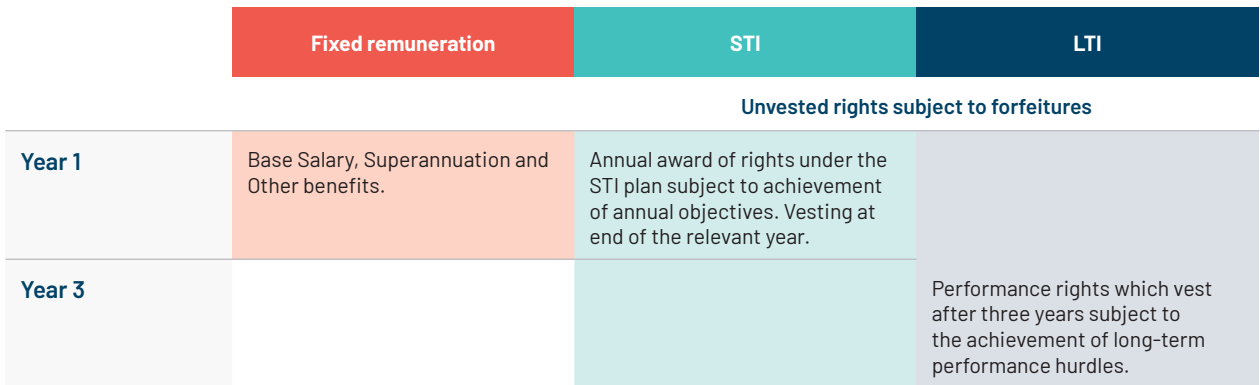 Fixed remuneration
STI
LTI
Unvested rights subject to forfeitures
Year 1
Base Salary, Superannuation and
Other benefits.
Annual award of rights under the
STI plan subject to achievement
of annual objectives. Vesting at
end of the relevant year.
Year 3
Performance rights which vest
after three years subject to
the achievement of long-term
performance hurdles.